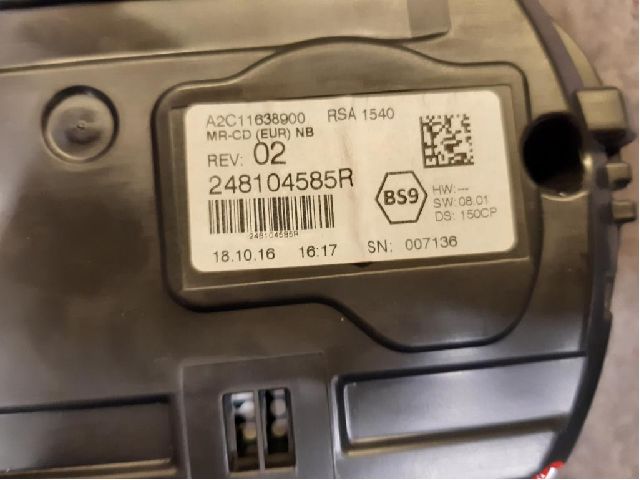 A2C11638900 RSA 1540
MR-CD (EUR) NB
REV: 02
248104585R
BS9
HW: ---
SW: 08.01
DS: 150CP
248104585R
18.10.16 16:17 SN: 007136